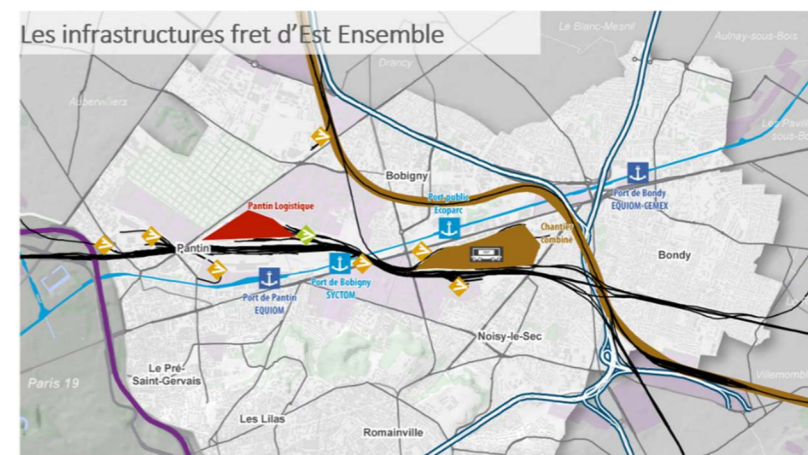 Les infrastructures fret d'Est Ensemble
Le Blanc-Mesnil
Aulnay-sous-Bois
Drancy
Aubervilliers
Les Pavill
sous-Bo
Bobigny
Port public
Ecoparc
Port de Bondy
EQUIOM-CEMEX
Pantin Logistique
Chantier
combiné
Pantin
Bondy
Port de Pantin
EQUIOM
Port de Bobigny
SYCTOM
Noisy-le-Sec
Le Pré-
Saint-Gervais
Paris 19
Villemomble
Les Lilas
Romainville